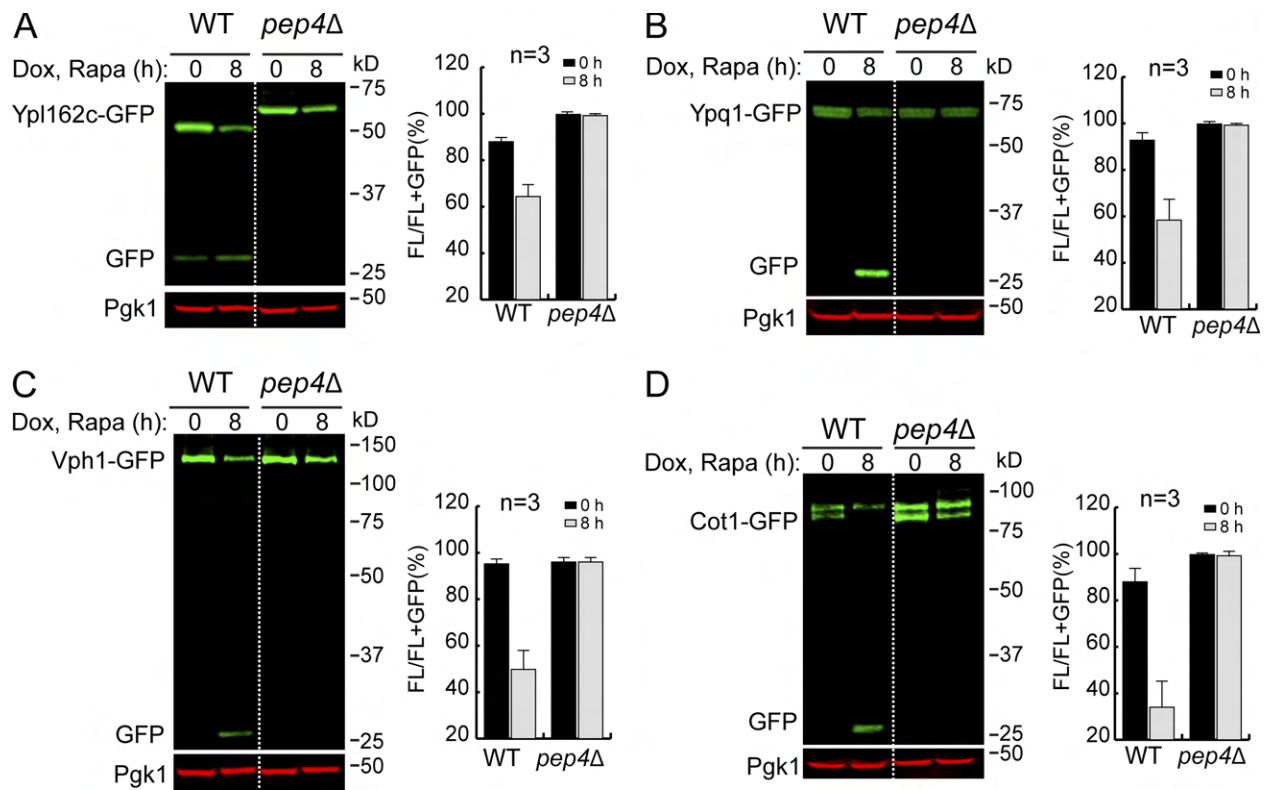 A
WT pep4Δ
Dox, Rapa (h): 0 8 0 8 kD
Ypl162c-GFP
GFP
Pgk1
-75
-50
-37
-25
-50
n=3
0 h
8 h
FL/FL+GFP(%)
120
100
80
60
40
20
WT pep4Δ
B
WT pep4Δ
Dox, Rapa (h): 0 8 0 8 kD
Ypq1-GFP
GFP
Pgk1
-75
-50
-37
-25
-50
n=3
0 h
8 h
FL/FL+GFP(%)
120
100
80
60
40
20
WT pep4Δ
C
WT pep4Δ
Dox, Rapa (h): 0 8 0 8 kD
Vph1-GFP
GFP
Pgk1
-150
-100
-75
-50
-37
-25
-50
n=3
0 h
8 h
FL/FL+GFP(%)
120
100
80
60
40
20
WT pep4Δ
D
WT pep4Δ
Dox, Rapa (h): 0 8 0 8 kD
Cot1-GFP
GFP
Pgk1
-100
-75
-50
-37
-25
-50
n=3
0 h
8 h
FL/FL+GFP(%)
120
100
80
60
40
20
WT pep4Δ